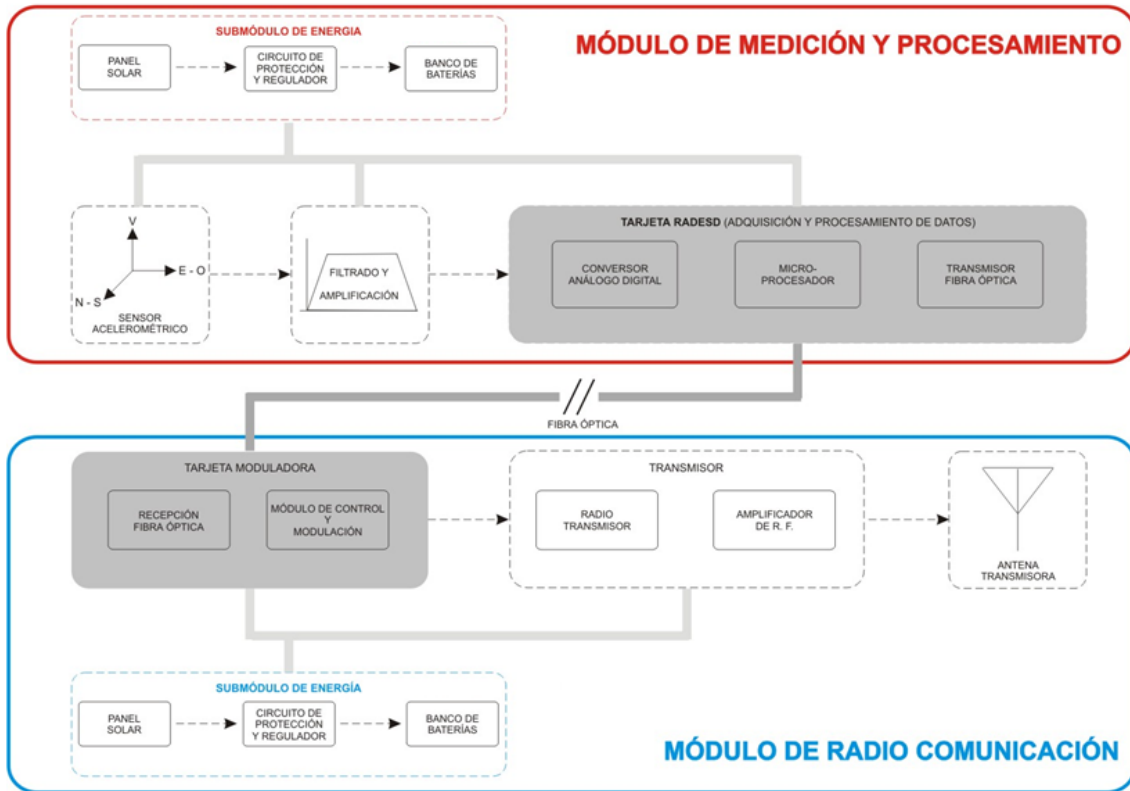 SUBMÓDULO DE ENERGIA
MÓDULO DE MEDICIÓN Y PROCESAMIENTO
PANEL
SOLAR
CIRCUITO DE
PROTECCIÓN
Y REGULADOR
BANCO DE
BATERÍAS
V
E - O
N - S
SENSOR
ACELEROMÉTRICO
FILTRADO Y
AMPLIFICACIÓN
TARJETA RADESD (ADQUISICIÓN Y PROCESAMIENTO DE DATOS)
CONVERSOR
ANÁLOGO DIGITAL
MICRO-
PROCESADOR
TRANSMISOR
FIBRA ÓPTICA
FIBRA ÓPTICA
TARJETA MODULADORA
RECEPCIÓN
FIBRA ÓPTICA
MÓDULO DE CONTROL
Y
MODULACIÓN
TRANSMISOR
RADIO
TRANSMISOR
AMPLIFICADOR
DE R. F.
ANTENA
TRANSMISORA
SUBMÓDULO DE ENERGÍA
PANEL
SOLAR
CIRCUITO DE
PROTECCIÓN
Y REGULADOR
BANCO DE
BATERÍAS
MÓDULO DE RADIO COMUNICACIÓN